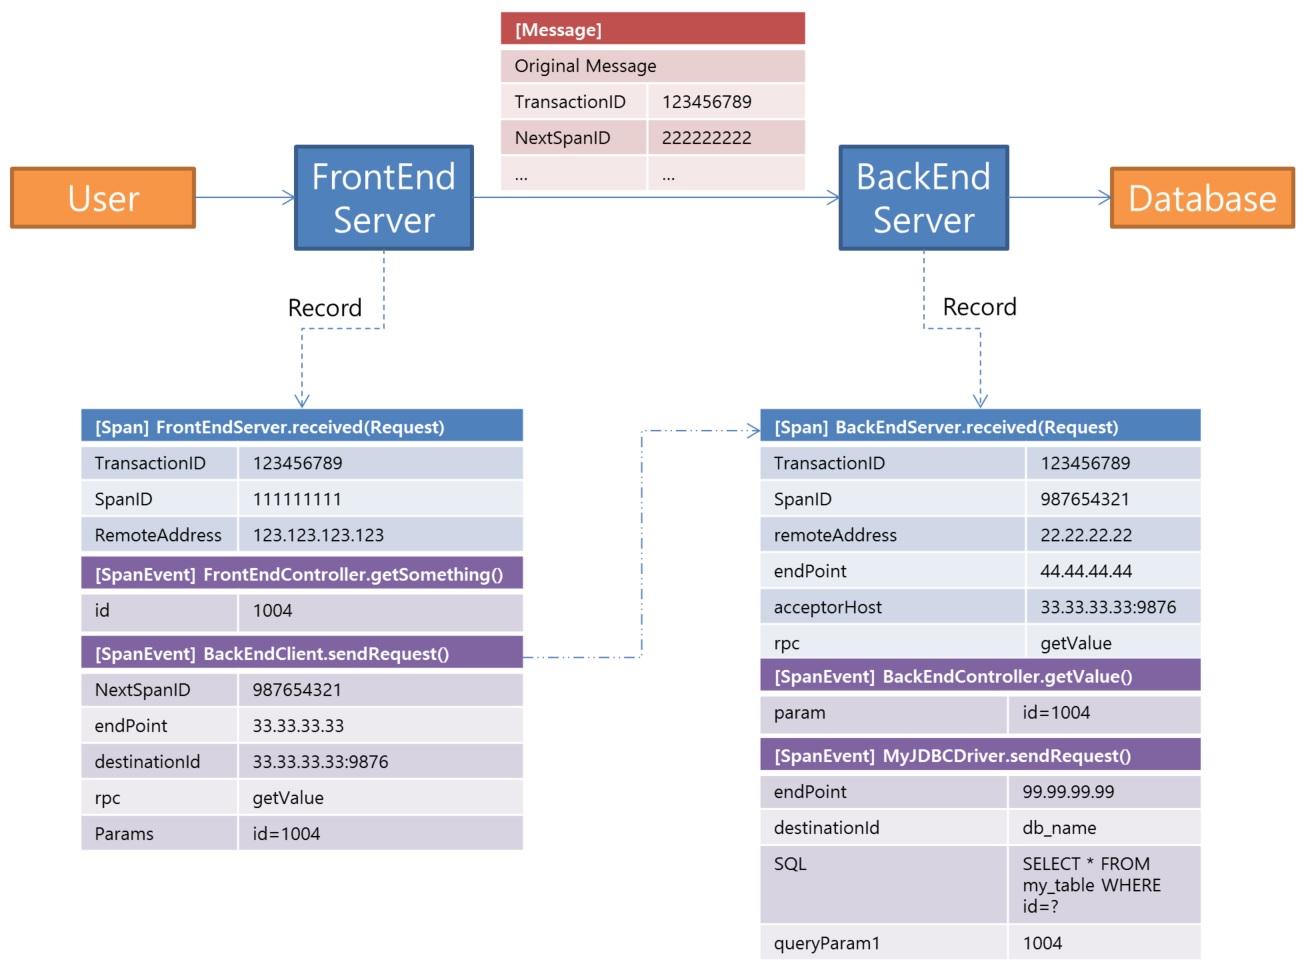 [Message]
Original Message
TransactionID 123456789
NextSpanID 222222222
... ...
User
FrontEnd
Server
BackEnd
Server
Database
Record
Record
[Span] FrontEndServer.received(Request)
TransactionID 123456789
SpanID 111111111
RemoteAddress 123.123.123.123
[SpanEvent] FrontEndController.getSomething()
id 1004
[SpanEvent] BackEndClient.sendRequest()
NextSpanID 987654321
endPoint 33.33.33.33
destinationId 33.33.33.33:9876
rpc getValue
Params id=1004
[Span] BackEndServer.received(Request)
TransactionID 123456789
SpanID 987654321
remoteAddress 22.22.22.22
endPoint 44.44.44.44
acceptorHost 33.33.33.33:9876
rpc getValue
[SpanEvent] BackEndController.getValue()
param id=1004
[SpanEvent] MyJDBCDriver.sendRequest()
endPoint 99.99.99.99
destinationId db_name
SQL SELECT * FROM
my_table WHERE
id=?
queryParam1 1004